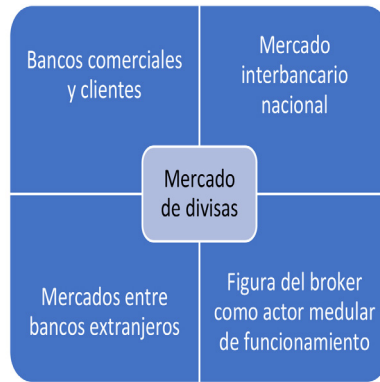 Bancos comerciales
y clientes
Mercado
interbancario
nacional
Mercado
de divisas
Mercados entre
bancos extranjeros
Figura del broker
como actor medular
de funcionamiento